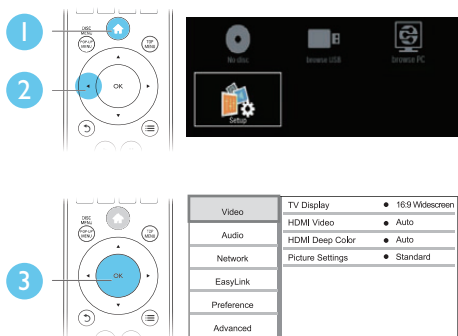 1
DISC
MENU
POP-UP
MENU
TOP
MENU
2
OK
No disc
browse USB
browse PC
Setup
DISC
MENU
POP-UP
MENU
TOP
MENU
3
OK
Video
Audio
Network
EasyLink
Preference
Advanced
TV Display ● 16:9 Widescreen
HDMI Video ● Auto
HDMI Deep Color ● Auto
Picture Settings ● Standard